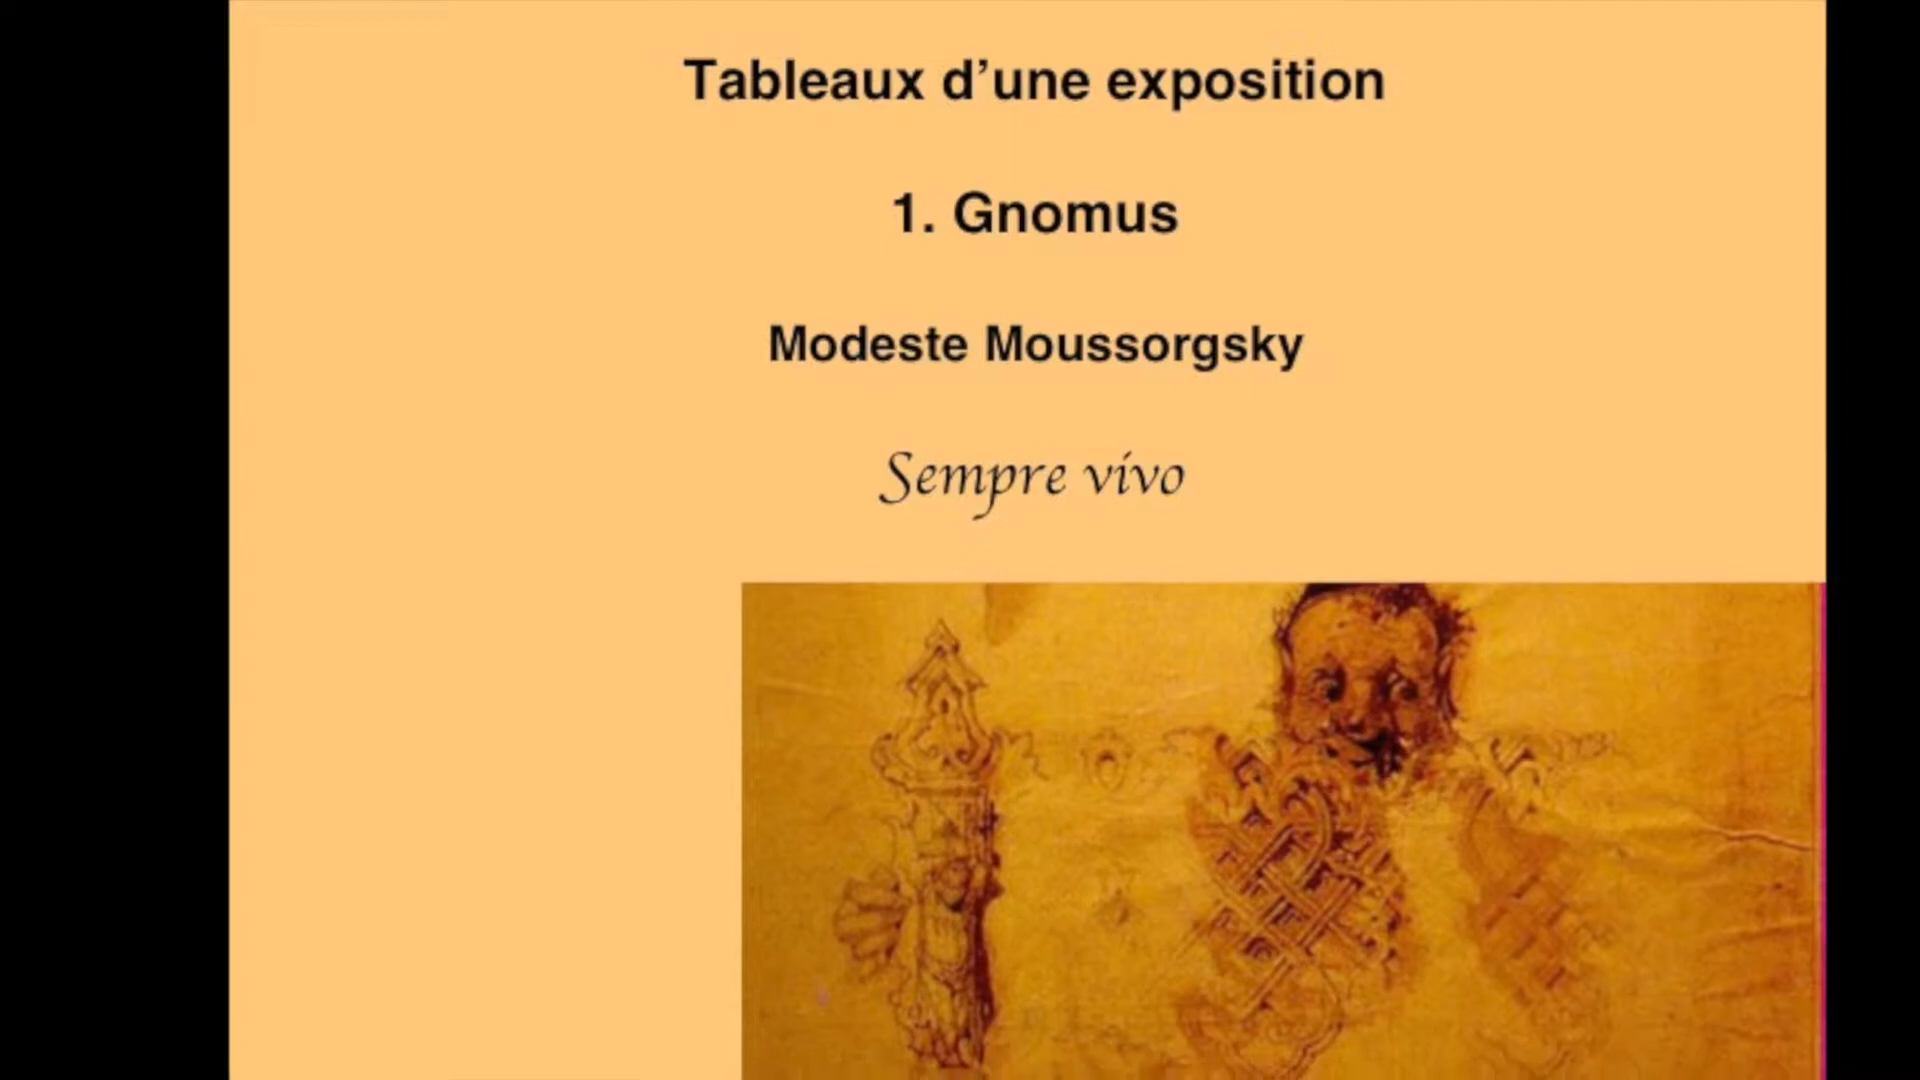 Tableaux d’une exposition
1. Gnomus
Modeste Moussorgsky
Sempre vivo